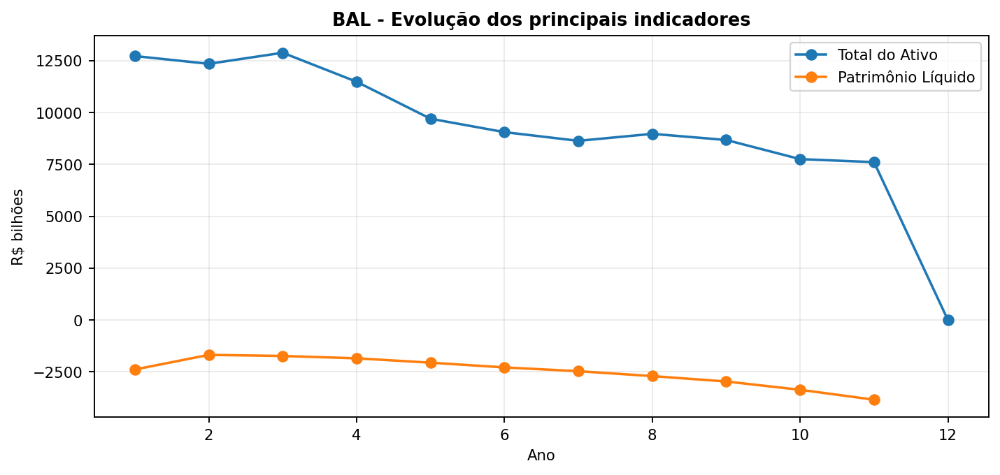 BAL - Evolução dos principais indicadores
Total do Ativo
Patrimônio Líquido
R$ bilhões
12500
10000
7500
5000
2500
0
−2500
2
4
6
8
10
12
Ano